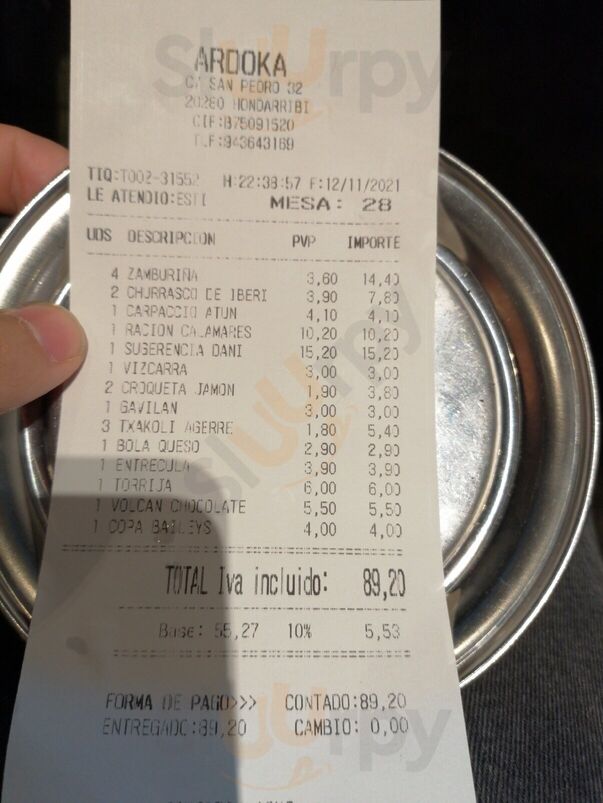 ARDOKA
C/ SAN PEDRO 32
20280 HONDARRIBI
CIF:B75091520
TLF:943643169
TIQ:T002-31552 H:22:38:57 F:12/11/2021
LE ATENDIO:ESTI MESA: 28
UDS DESCRIPCION PVP IMPORTE
4 ZAMBURIÑA 3,60 14,40
2 CHURRASCO DE IBERI 3,90 7,80
1 CARPACCIO ATUN 4,10 4,10
1 RACION CALAMARES 10,20 10,20
1 SUGERENCIA DANI 15,20 15,20
1 VIZCARRA 3,00 3,00
2 CROQUETA JAMON 1,90 3,80
1 GAVILAN 3,00 3,00
3 TXAKOLI AGERRE 1,80 5,40
1 BOLA QUESO 2,90 2,90
1 ENTRECULA 3,90 3,90
1 TORRIJA 6,00 6,00
1 VOLCAN CHOCOLATE 5,50 5,50
1 COPA BAILEYS 4,00 4,00
TOTAL Iva incluido: 89,20
Base: 55,27 10% 5,53
FORMA DE PAGO>>> CONTADO:89,20
ENTREGADO:89,20 CAMBIO: 0,00
Sluurpy
Sluurpy
Sluurpy